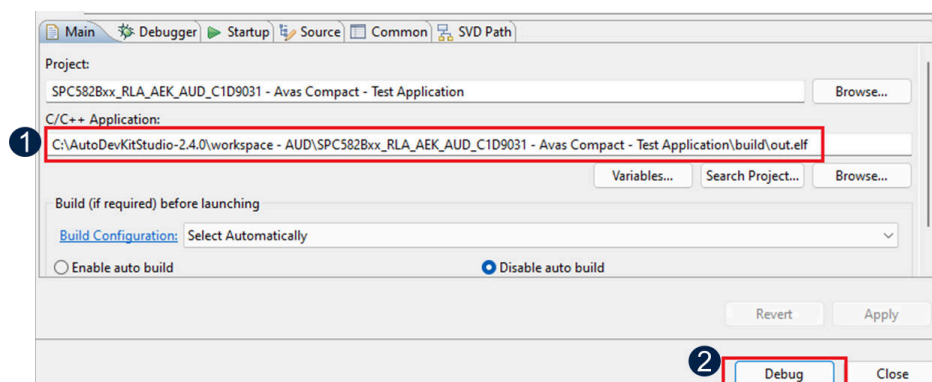 Main Debugger Startup Source Common SVD Path
Project:
SPC582Bxx_RLA_AEK_AUD_C1D9031 - Avas Compact - Test Application Browse...
C/C++ Application:
1 C:\AutoDevKitStudio-2.4.0\workspace - AUD\SPC582Bxx_RLA_AEK_AUD_C1D9031 - Avas Compact - Test Application\build\out.elf
Variables... Search Project... Browse...
Build (if required) before launching
Build Configuration: Select Automatically
Enable auto build Disable auto build
Revert Apply
2 Debug Close